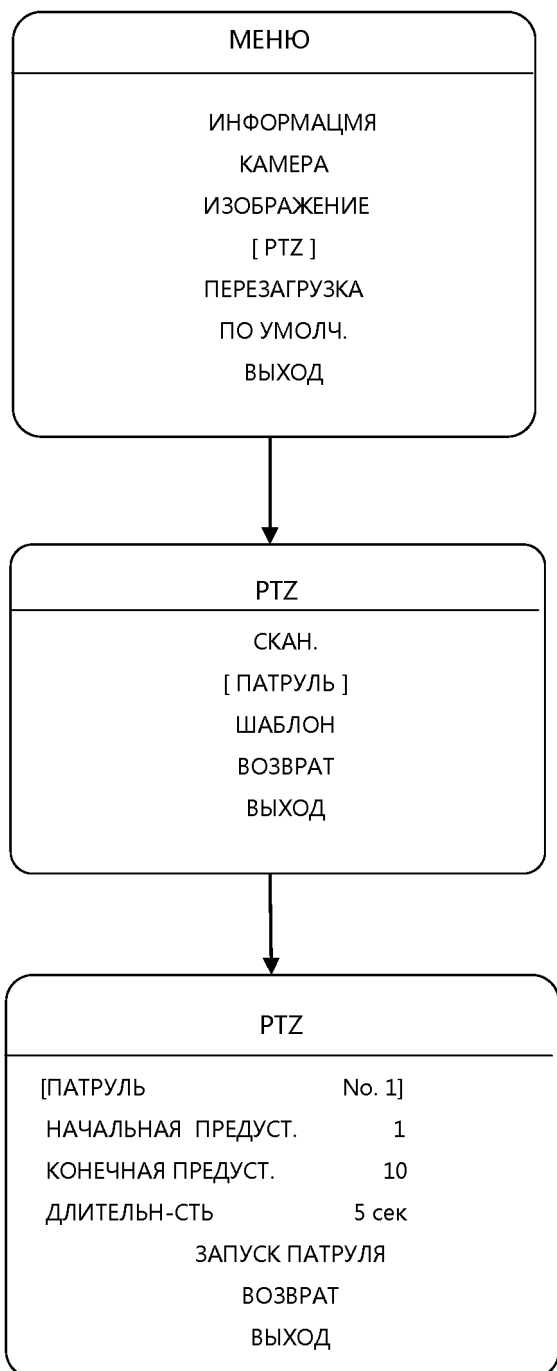 МЕНЮ
ИНФОРМАЦМЯ
КАМЕРА
ИЗОБРАЖЕНИЕ
[ PTZ ]
ПЕРЕЗАГРУЗКА
ПО УМОЛЧ.
ВЫХОД
PTZ
СКАН.
[ ПАТРУЛЬ ]
ШАБЛОН
ВОЗВРАТ
ВЫХОД
PTZ
[ПАТРУЛЬ No. 1]
НАЧАЛЬНАЯ ПРЕДУСТ. 1
КОНЕЧНАЯ ПРЕДУСТ. 10
ДЛИТЕЛЬН-СТЬ 5 сек
ЗАПУСК ПАТРУЛЯ
ВОЗВРАТ
ВЫХОД